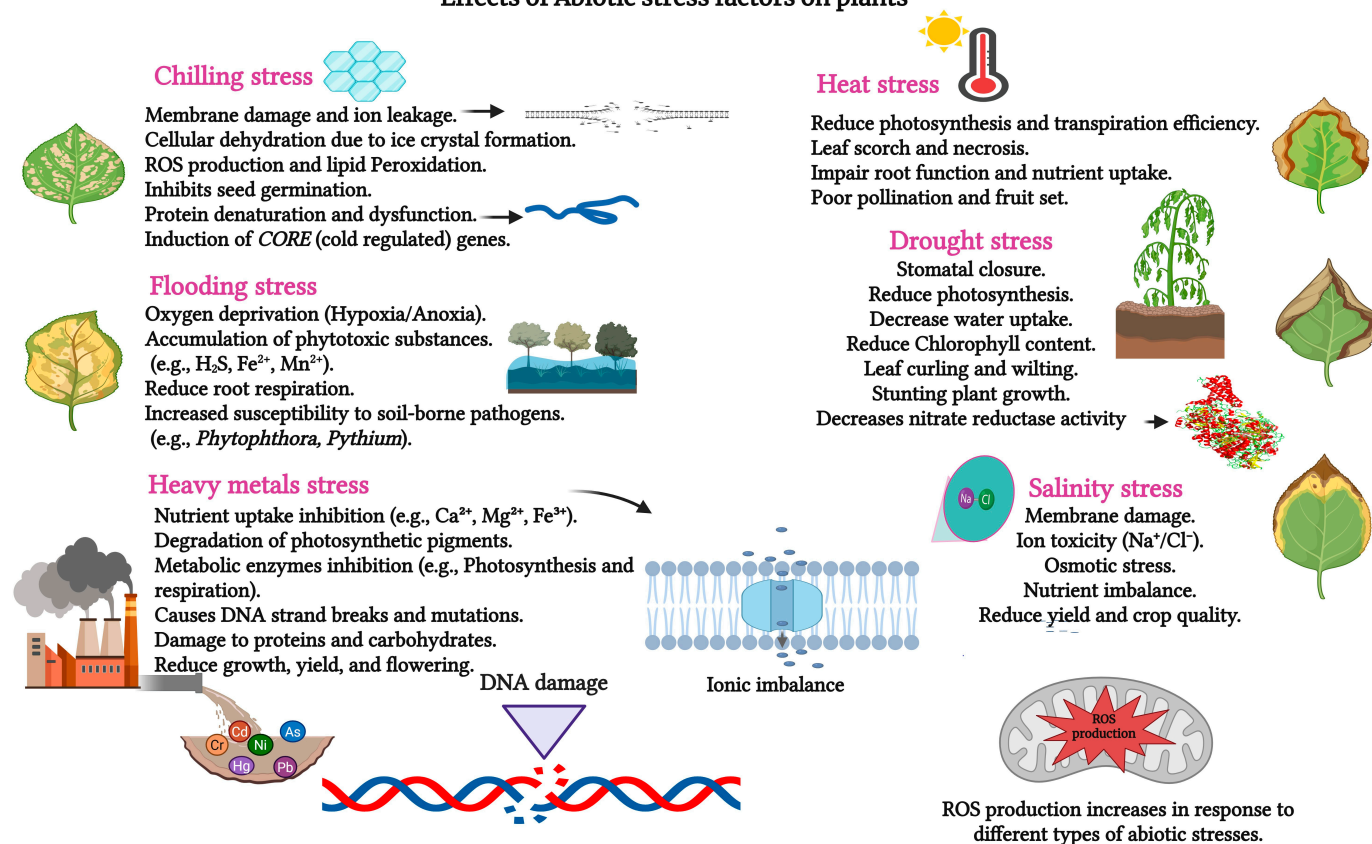 Effects of Abiotic stress factors on plants
Chilling stress
Membrane damage and ion leakage.
Cellular dehydration due to ice crystal formation.
ROS production and lipid Peroxidation.
Inhibits seed germination.
Protein denaturation and dysfunction.
Induction of CORE (cold regulated) genes.
Flooding stress
Oxygen deprivation (Hypoxia/Anoxia).
Accumulation of phytotoxic substances.
(e.g., H₂S, Fe²⁺, Mn²⁺).
Reduce root respiration.
Increased susceptibility to soil-borne pathogens.
(e.g., Phytophthora, Pythium).
Heavy metals stress
Nutrient uptake inhibition (e.g., Ca²⁺, Mg²⁺, Fe³⁺).
Degradation of photosynthetic pigments.
Metabolic enzymes inhibition (e.g., Photosynthesis and
respiration).
Causes DNA strand breaks and mutations.
Damage to proteins and carbohydrates.
Reduce growth, yield, and flowering.
Cd
As
Cr
Ni
Hg
Pb
DNA damage
Ionic imbalance
Heat stress
Reduce photosynthesis and transpiration efficiency.
Leaf scorch and necrosis.
Impair root function and nutrient uptake.
Poor pollination and fruit set.
Drought stress
Stomatal closure.
Reduce photosynthesis.
Decrease water uptake.
Reduce Chlorophyll content.
Leaf curling and wilting.
Stunting plant growth.
Decreases nitrate reductase activity
Na Cl
Salinity stress
Membrane damage.
Ion toxicity (Na⁺/Cl⁻).
Osmotic stress.
Nutrient imbalance.
Reduce yield and crop quality.
ROS
production
ROS production increases in response to
different types of abiotic stresses.